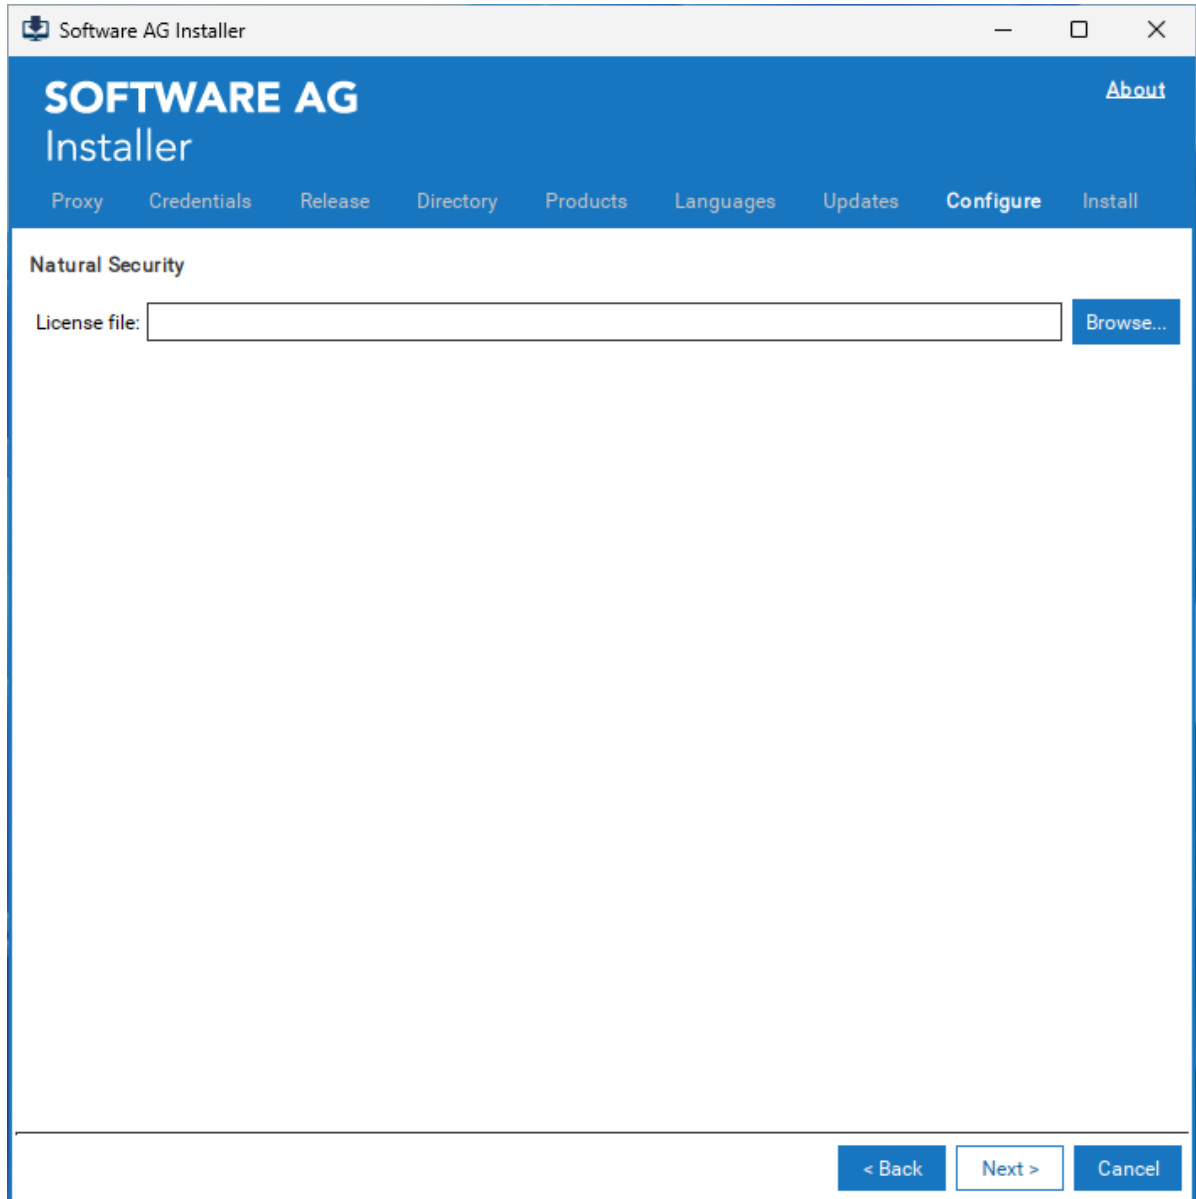 Software AG Installer
SOFTWARE AG
About
Installer
Proxy Credentials Release Directory Products Languages Updates Configure Install
Natural Security
License file: Browse...
< Back Next > Cancel